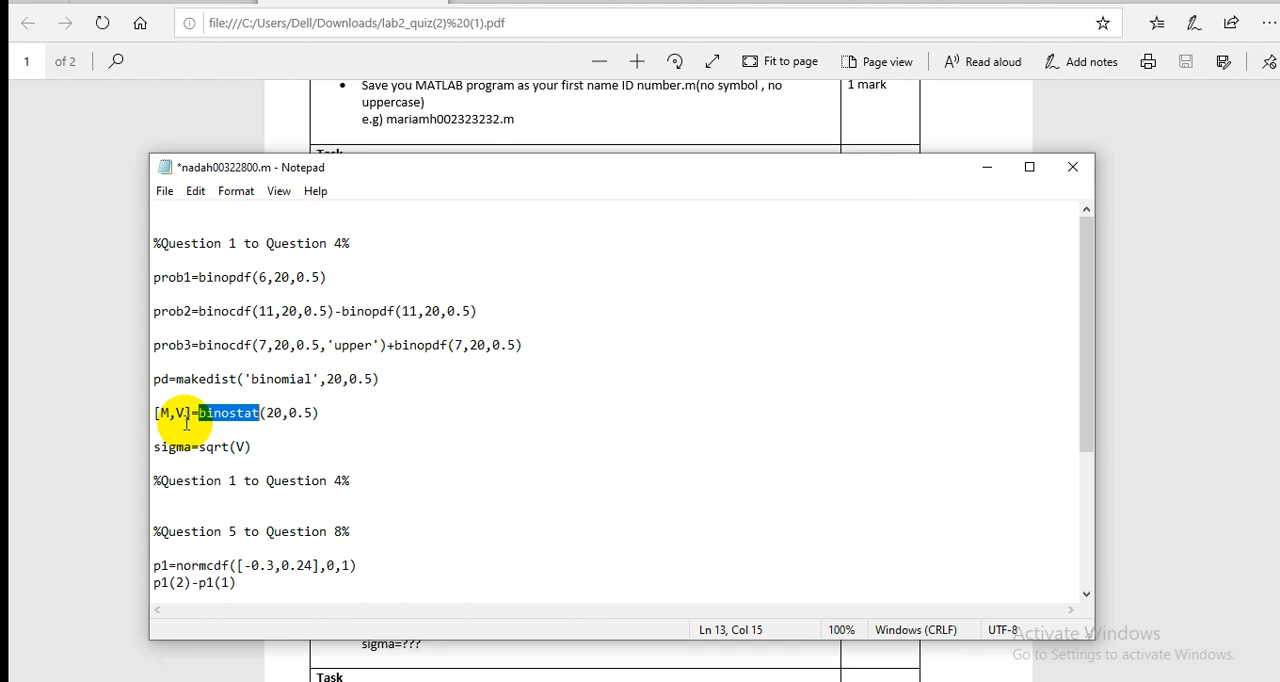 file:///C:/Users/Dell/Downloads/lab2_quiz(2)%20(1).pdf
1 of 2
Fit to page
Page view
Read aloud
Add notes
Save you MATLAB program as your first name ID number.m(no symbol , no
uppercase)
e.g) mariamh002323232.m
1 mark
Task
*nadah00322800.m - Notepad
File Edit Format View Help
%Question 1 to Question 4%
prob1=binopdf(6,20,0.5)
prob2=binocdf(11,20,0.5)-binopdf(11,20,0.5)
prob3=binocdf(7,20,0.5,'upper')+binopdf(7,20,0.5)
pd=makedist('binomial',20,0.5)
[M,V]=binostat(20,0.5)
sigma=sqrt(V)
%Question 1 to Question 4%
%Question 5 to Question 8%
p1=normcdf([-0.3,0.24],0,1)
p1(2)-p1(1)
Ln 13, Col 15
100%
Windows (CRLF)
UTF-8
Activate Windows
Go to Settings to activate Windows.
sigma=???
Task